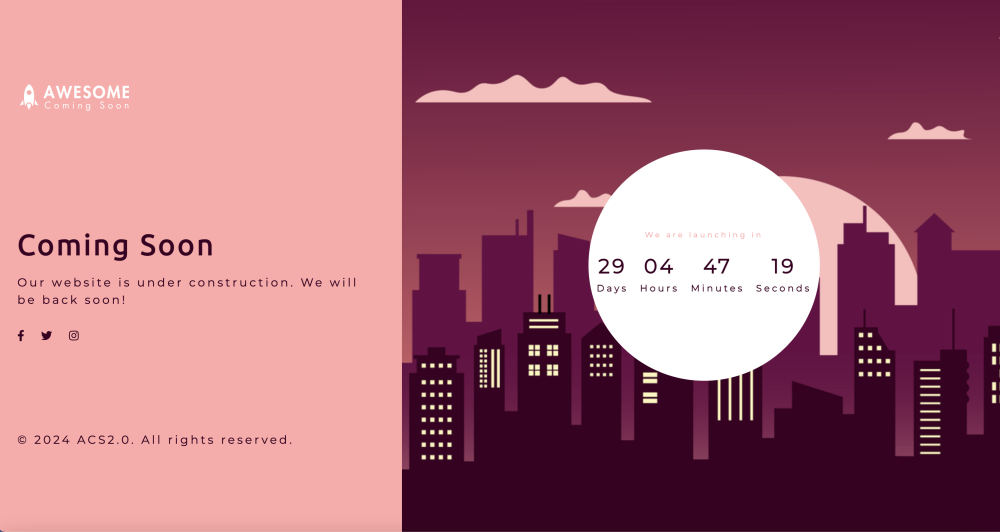 AWESOME
Coming Soon
Coming Soon
Our website is under construction. We will
be back soon!
© 2024 ACS2.0. All rights reserved.
We are launching in
29 04 47 19
Days Hours Minutes Seconds